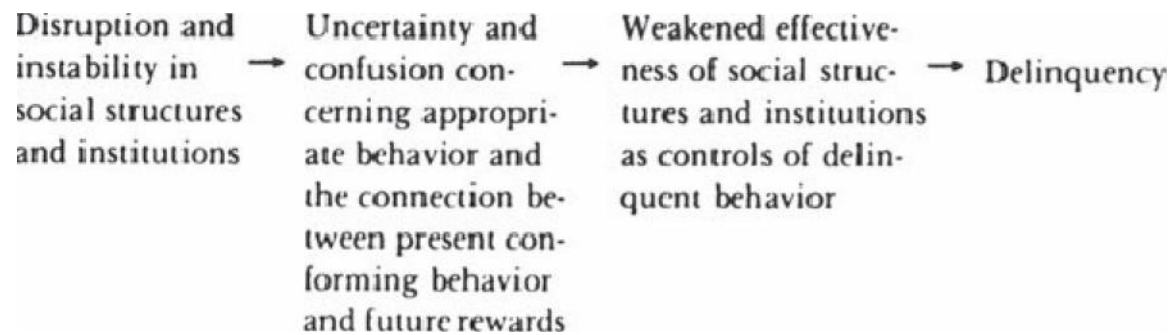 Disruption and
instability in
social structures
and institutions
→
Uncertainty and
confusion con-
cerning appropri-
ate behavior and
the connection be-
tween present con-
forming behavior
and future rewards
→
Weakened effective-
ness of social struc-
tures and institutions
as controls of delin-
quent behavior
→
Delinquency